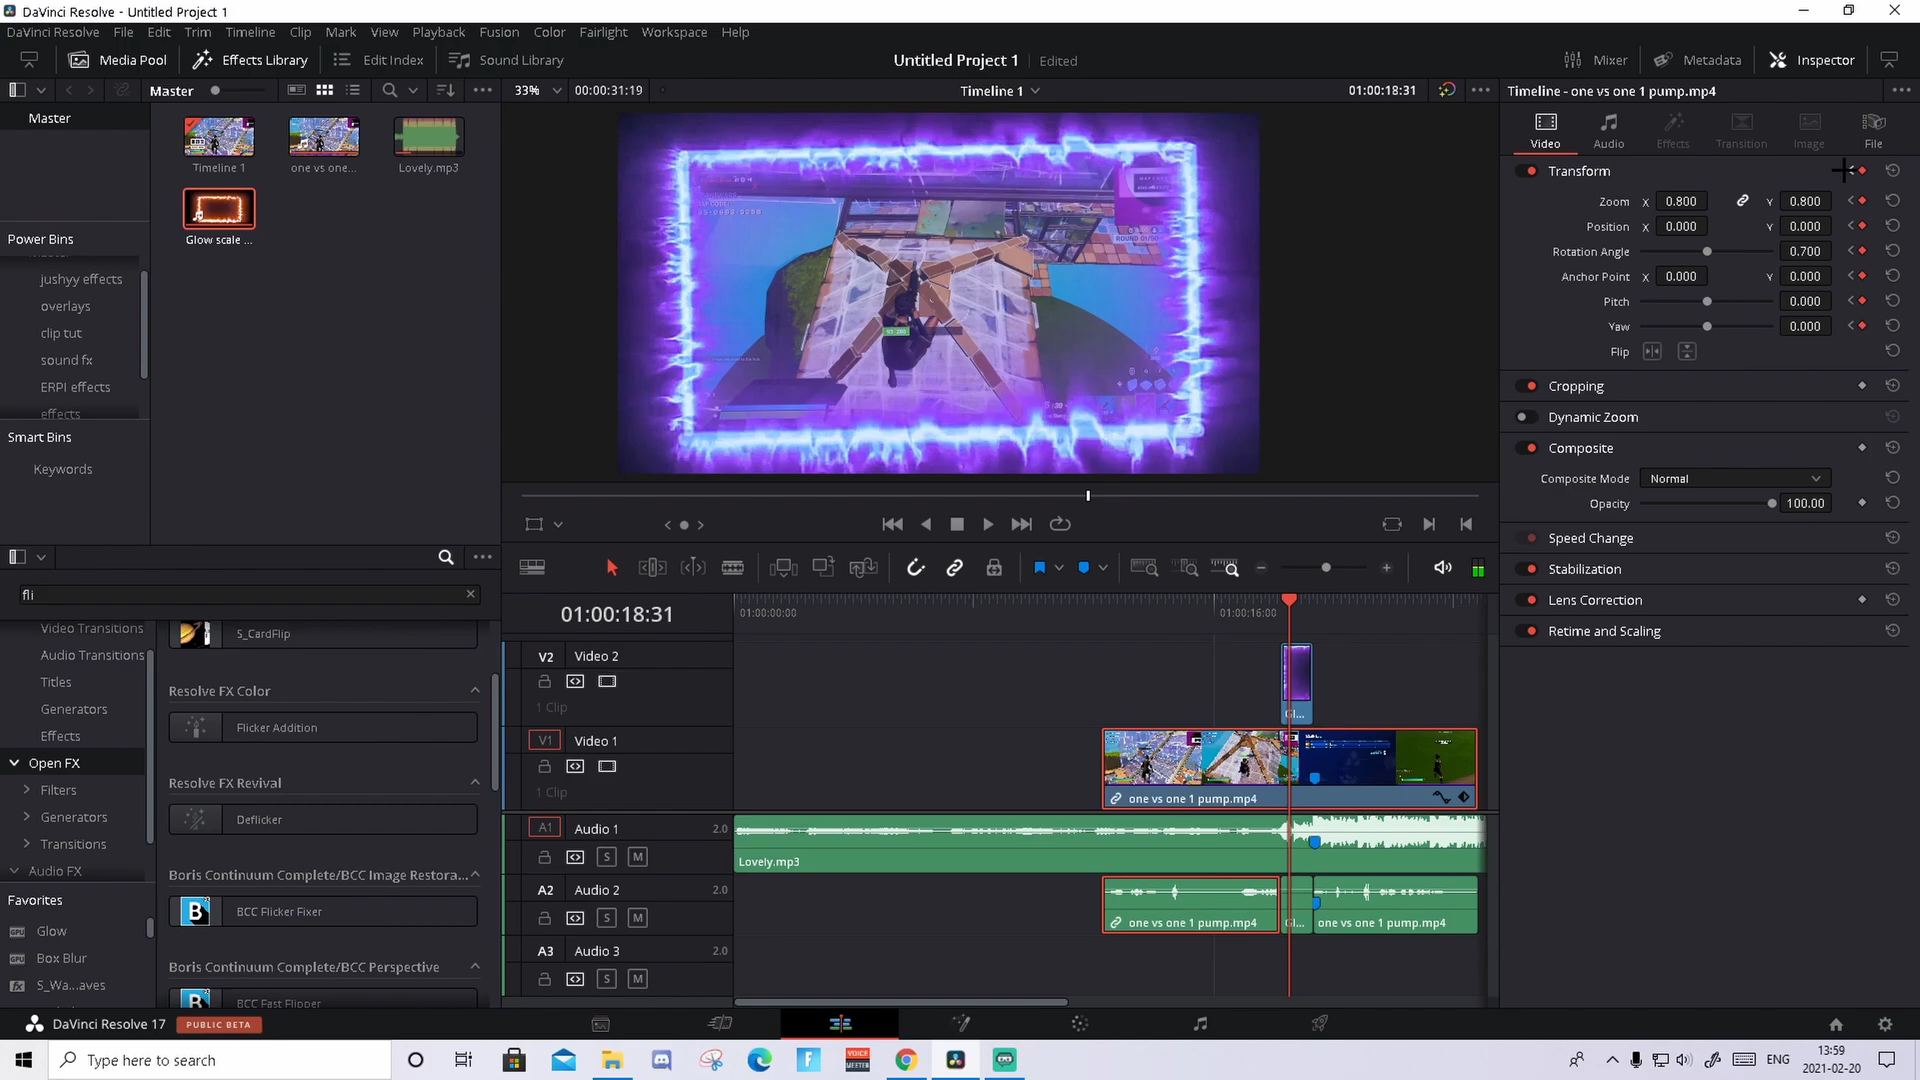 DaVinci Resolve - Untitled Project 1
DaVinci Resolve File Edit Trim Timeline Clip Mark View Playback Fusion Color Fairlight Workspace Help
Media Pool Effects Library Edit Index Sound Library Untitled Project 1 Edited Mixer Metadata Inspector
Master 33% 00:00:31:19 Timeline 1 01:00:18:31 Timeline - one vs one 1 pump.mp4
Master
Timeline 1 one vs one... Lovely.mp3
Glow scale ...
Power Bins
jushyy effects
overlays
clip tut
sound fx
ERPI effects
effects
Smart Bins
Keywords
Video Audio Effects Transition Image File
Transform
Zoom X 0.800 Y 0.800
Position X 0.000 Y 0.000
Rotation Angle 0.700
Anchor Point X 0.000 Y 0.000
Pitch 0.000
Yaw 0.000
Flip
Cropping
Dynamic Zoom
Composite
Composite Mode Normal
Opacity 100.00
Speed Change
Stabilization
Lens Correction
Retime and Scaling
fli
Video Transitions
Audio Transitions
Titles
Generators
Effects
Open FX
Filters
Generators
Transitions
Audio FX
Favorites
Glow
Box Blur
S_Wa...aves
S_CardFlip
Resolve FX Color
Flicker Addition
Resolve FX Revival
Deflicker
Boris Continuum Complete/BCC Image Restora...
BCC Flicker Fixer
Boris Continuum Complete/BCC Perspective
BCC Fast Flipper
01:00:18:31 01:00:00:00 01:00:16:00
V2 Video 2
1 Clip Gl...
V1 Video 1
1 Clip one vs one 1 pump.mp4
A1 Audio 1 2.0
S M Lovely.mp3
A2 Audio 2 2.0
S M one vs one 1 pump.mp4 Gl... one vs one 1 pump.mp4
A3 Audio 3 2.0
S M
DaVinci Resolve 17 PUBLIC BETA
Type here to search VOICE MEETER ENG 13:59
2021-02-20